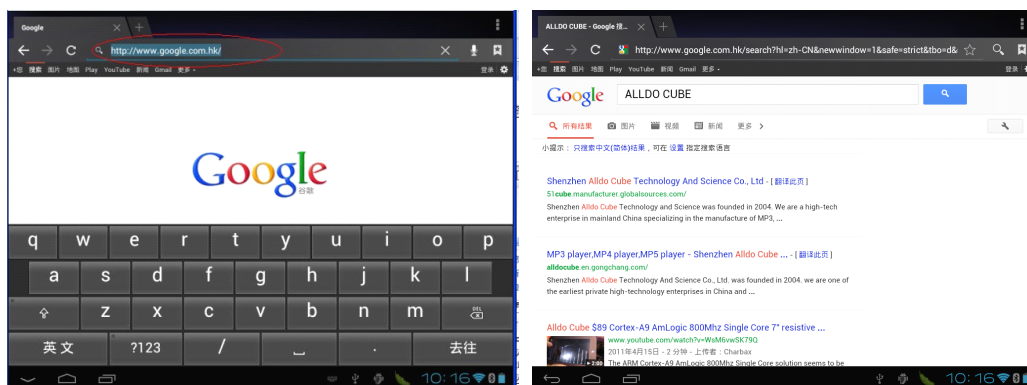 Google
http://www.google.com.hk/
+您 搜索 图片 地图 Play YouTube 新闻 Gmail 更多
登录
Google
谷歌
q w e r t y u i o p
a s d f g h j k l
z x c v b n m DEL
英文 ?123 / . 去往
10:16
ALLDO CUBE - Google 搜...
http://www.google.com.hk/search?hl=zh-CN&newwindow=1&safe=strict&tbo=d&
+您 搜索 图片 地图 Play YouTube 新闻 Gmail 更多
登录
Google ALLDO CUBE
所有结果 图片 视频 新闻 更多
小提示： 只搜索中文(简体)结果，可在 设置 指定搜索语言
Shenzhen Alldo Cube Technology And Science Co., Ltd - [ 翻译此页 ]
51cube.manufacturer.globalsources.com/
Shenzhen Alldo Cube Technology and Science was founded in 2004. We are a high-tech
enterprise in mainland China specializing in the manufacture of MP3, ...
MP3 player,MP4 player,MP5 player - Shenzhen Alldo Cube ... - [ 翻译此页 ]
alldocube.en.gongchang.com/
Shenzhen Alldo Cube Technology And Science Co., Ltd. was founded in 2004. we are one of
the earliest private high-technology enterprises in China and ...
Alldo Cube $89 Cortex-A9 AmLogic 800Mhz Single Core 7" resistive ...
www.youtube.com/watch?v=WsM6vwSK79Q
2011年4月15日 - 2 分钟 - 上传者：Charbax
The ARM Cortex-A9 AmLogic 800Mhz Single Core solution seems to be
2:00
10:16